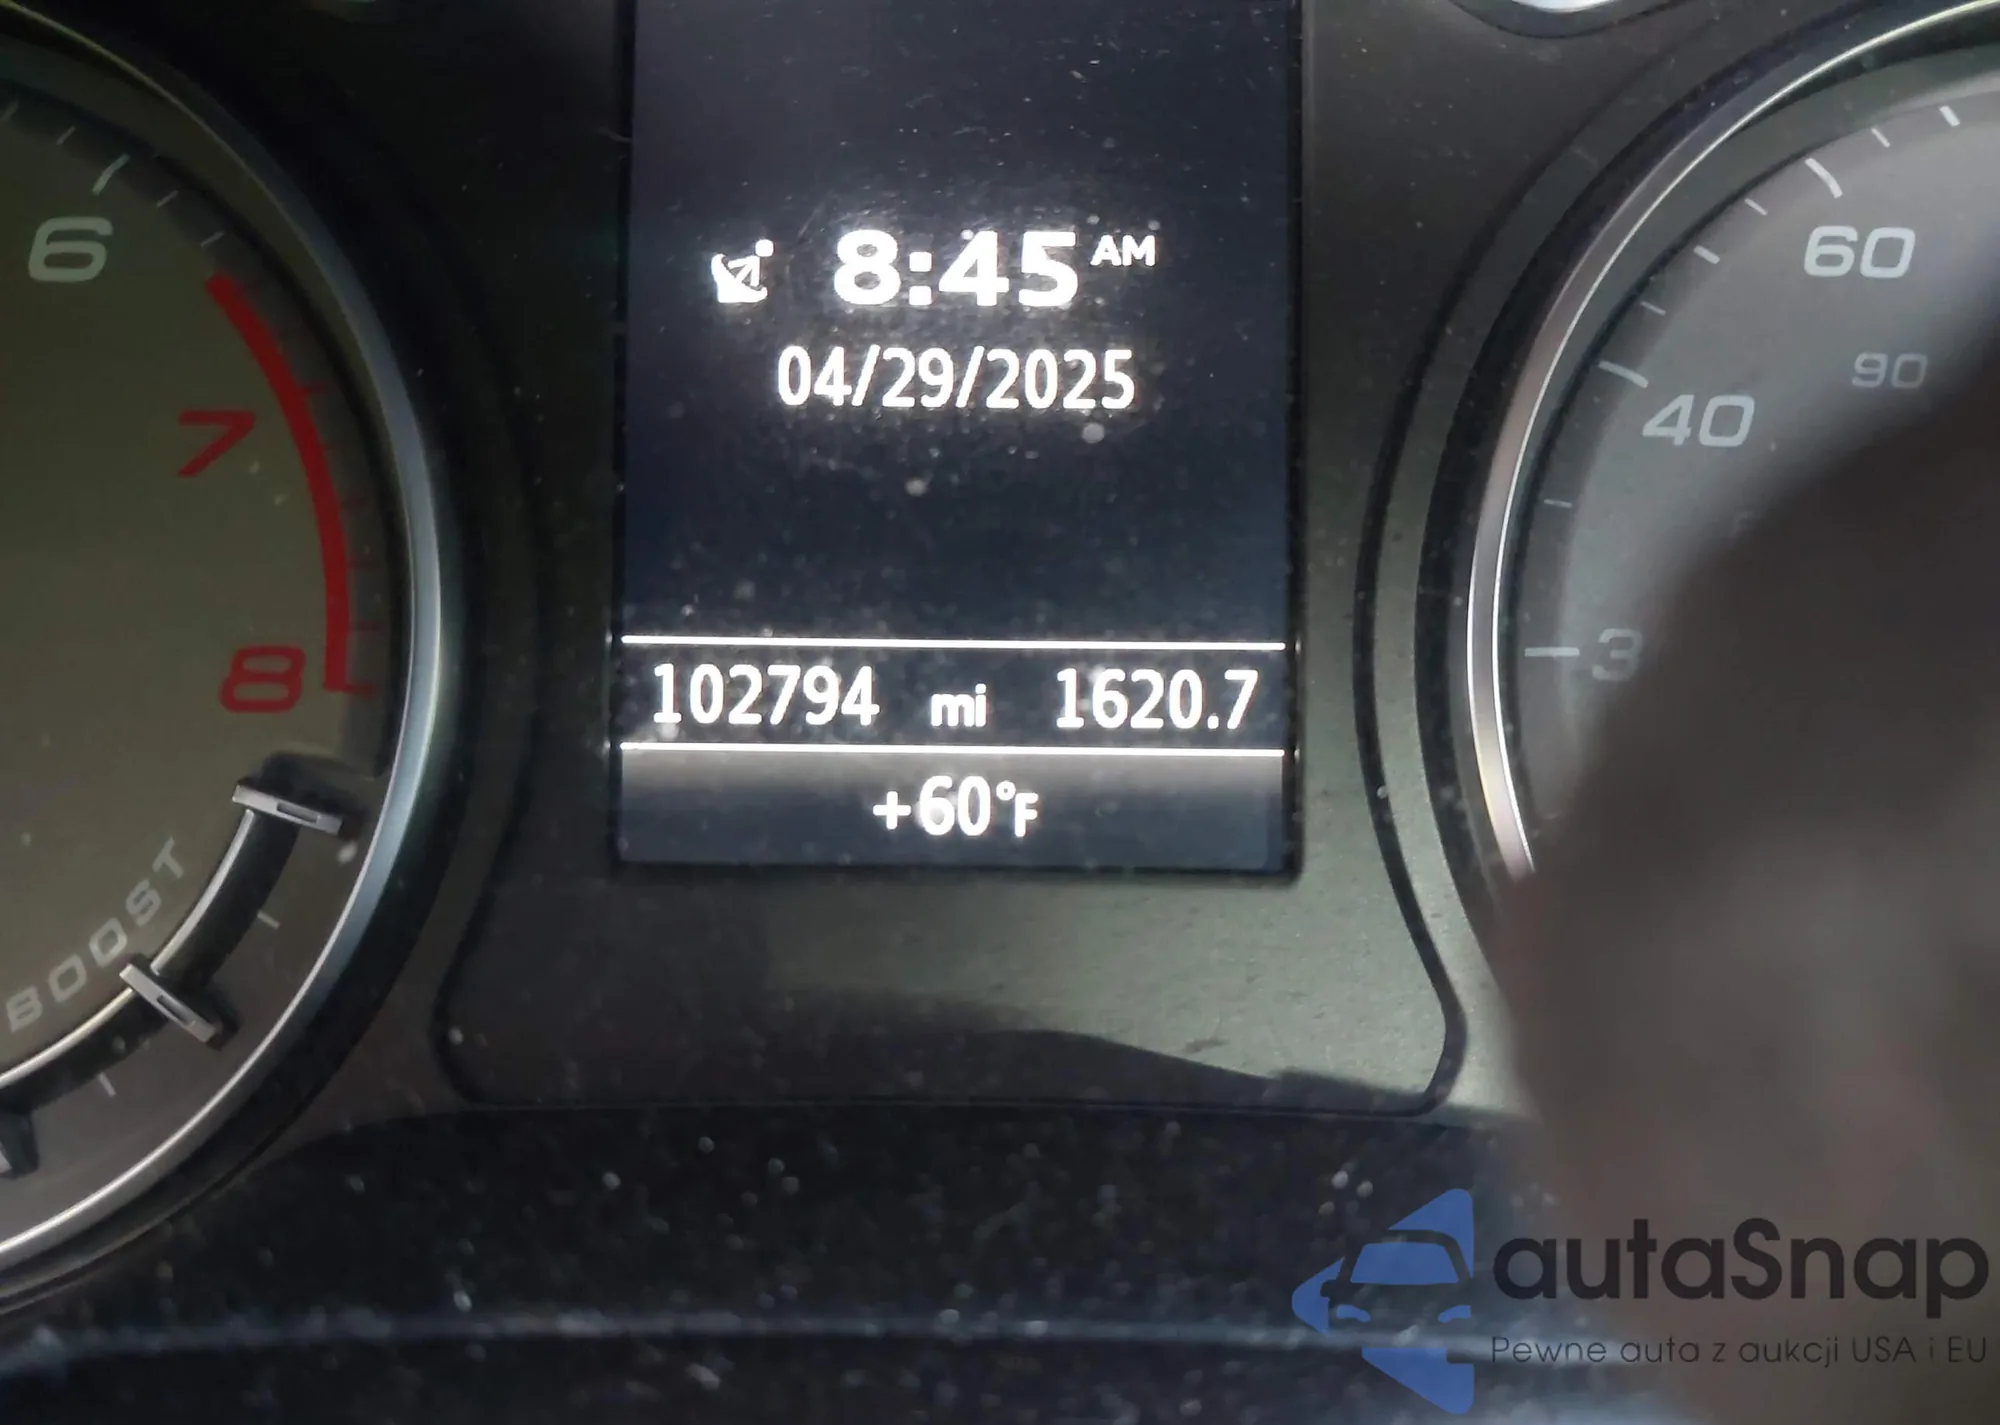 6
7
8
BOOST
8:45 AM
04/29/2025
102794 mi 1620.7
+60°F
60
90
40
3
autaSnap
Pewne auta z aukcji USA i EU